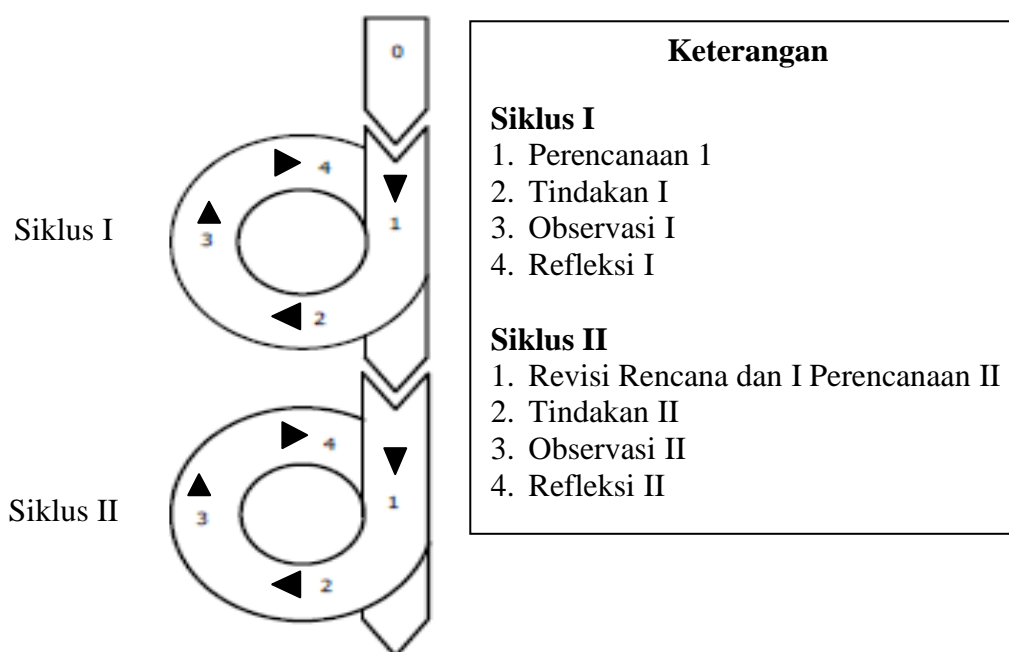 0
4
1
3
2
Siklus I
4
1
3
2
Siklus II
Keterangan
Siklus I
1. Perencanaan 1
2. Tindakan I
3. Observasi I
4. Refleksi I
Siklus II
1. Revisi Rencana dan I Perencanaan II
2. Tindakan II
3. Observasi II
4. Refleksi II